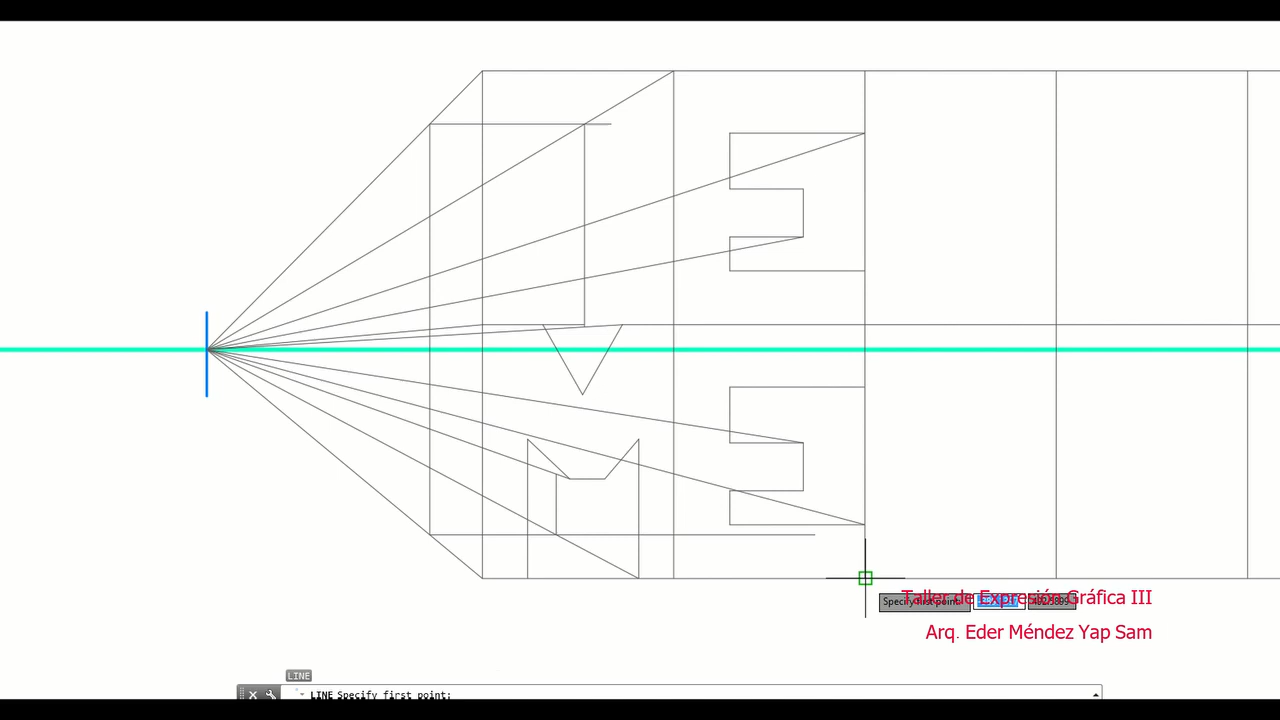 Specify first point:
Taller de Expresión Gráfica III
Arq. Eder Méndez Yap Sam
LINE
LINE Specify first point: